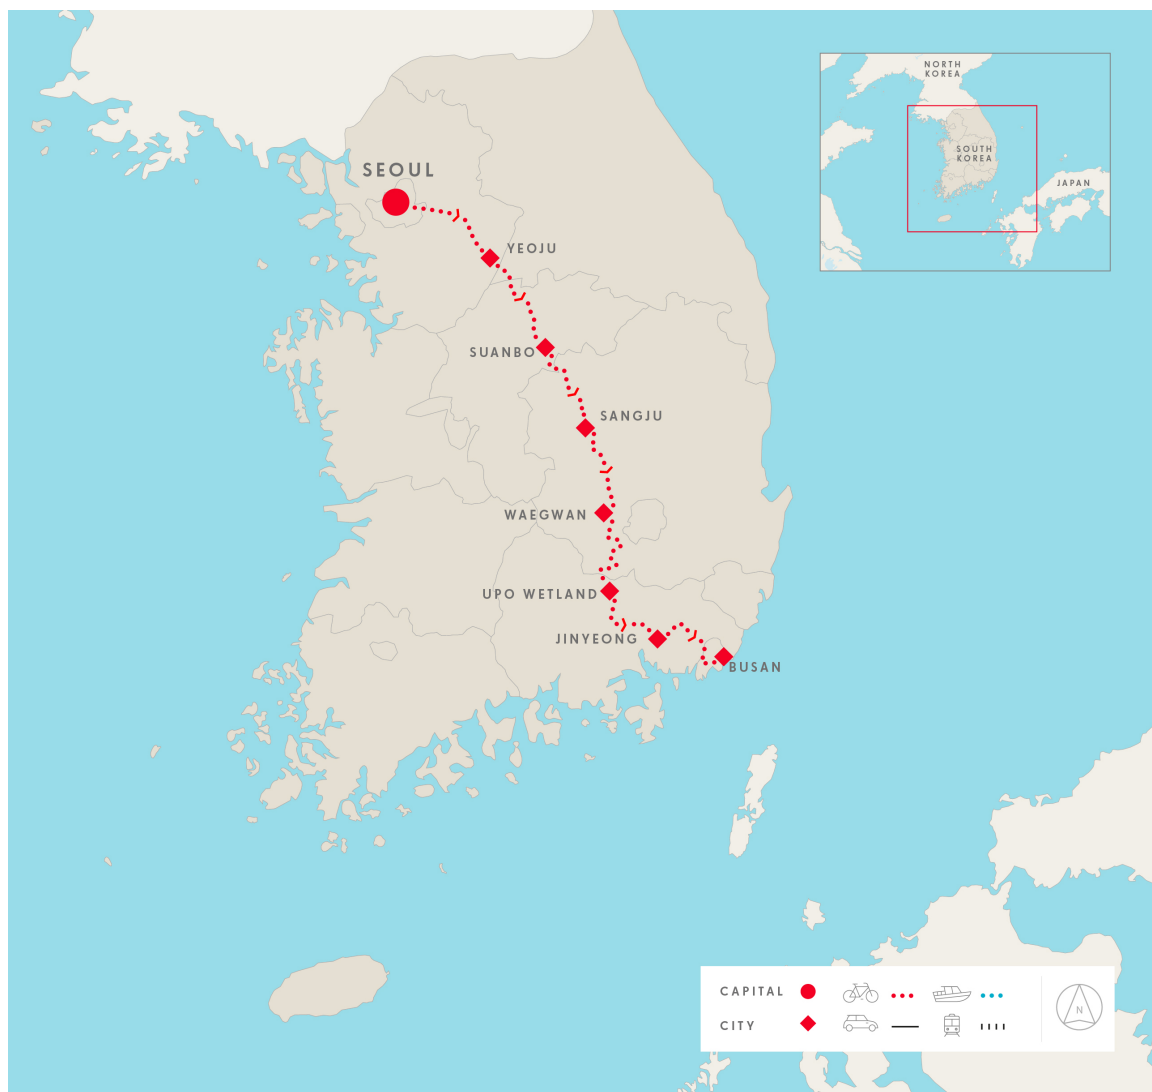 NORTH
KOREA
SOUTH
KOREA
JAPAN
SEOUL
YEOJU
SUANBO
SANGJU
WAEGWAN
UPO WETLAND
JINYEONG
BUSAN
CAPITAL
CITY
N